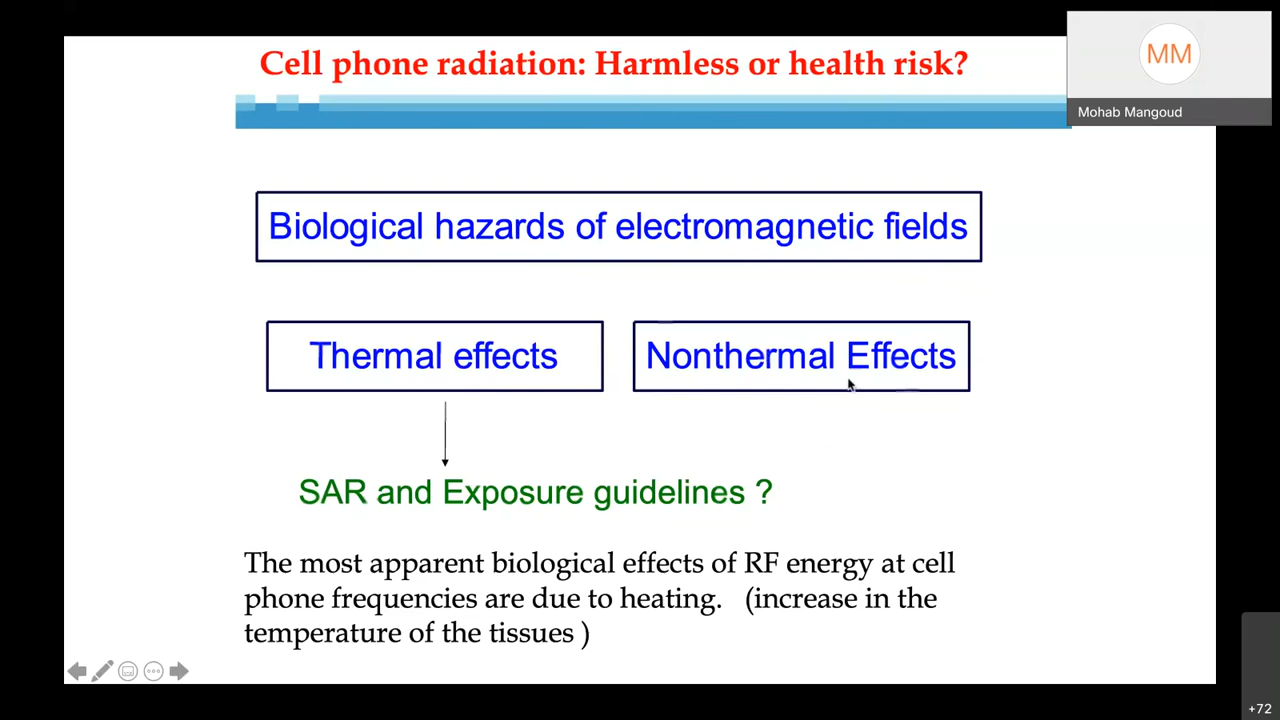 Cell phone radiation: Harmless or health risk?
MM
Mohab Mangoud
Biological hazards of electromagnetic fields
Thermal effects
Nonthermal Effects
SAR and Exposure guidelines ?
The most apparent biological effects of RF energy at cell
phone frequencies are due to heating. (increase in the
temperature of the tissues )
+72